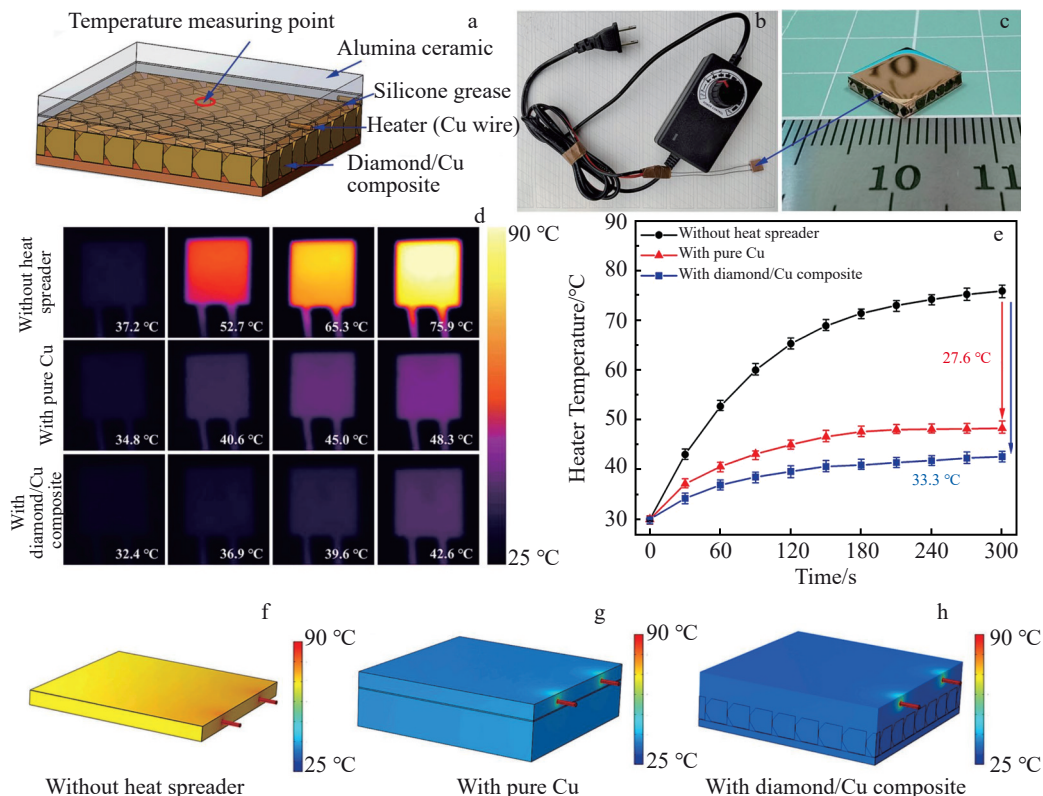 a
Temperature measuring point
Alumina ceramic
Silicone grease
Heater (Cu wire)
Diamond/Cu
composite
b
c
10
11
d
Without heat
spreader
37.2 °C
52.7 °C
65.3 °C
75.9 °C
With pure Cu
34.8 °C
40.6 °C
45.0 °C
48.3 °C
With
diamond/Cu
composite
32.4 °C
36.9 °C
39.6 °C
42.6 °C
90 °C
25 °C
e
Without heat spreader
With pure Cu
With diamond/Cu composite
27.6 °C
33.3 °C
Heater Temperature/°C
90
80
70
60
50
40
30
0
60
120
180
240
300
Time/s
f
90 °C
25 °C
Without heat spreader
g
90 °C
25 °C
With pure Cu
h
90 °C
25 °C
With diamond/Cu composite